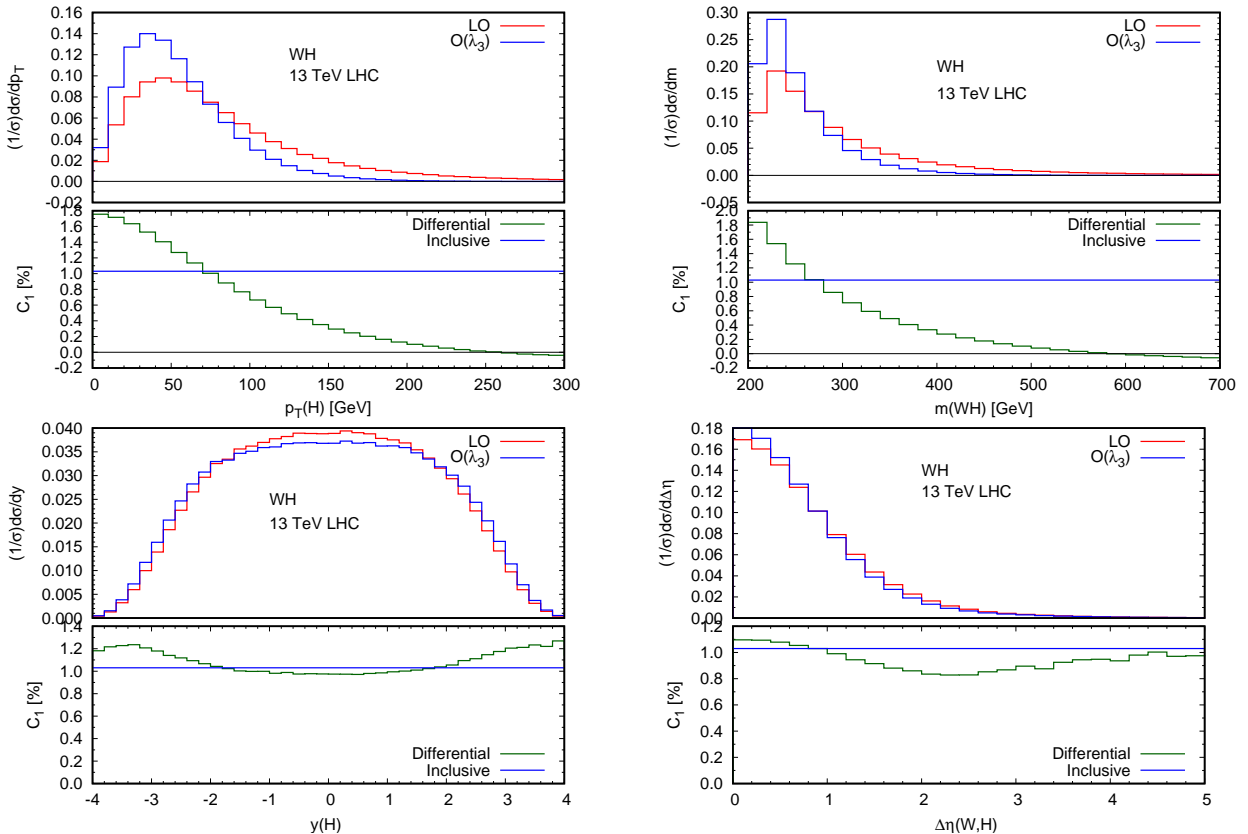 (1/σ)dσ/dp_T
0.16
0.14
0.12
0.10
0.08
0.06
0.04
0.02
0.00
-0.02
LO
O(λ₃)
WH
13 TeV LHC
C₁ [%]
1.8
1.6
1.4
1.2
1.0
0.8
0.6
0.4
0.2
0.0
-0.2
Differential
Inclusive
0 50 100 150 200 250 300
p_T(H) [GeV]
(1/σ)dσ/dm
0.30
0.25
0.20
0.15
0.10
0.05
0.00
-0.05
LO
O(λ₃)
WH
13 TeV LHC
C₁ [%]
2.0
1.8
1.6
1.4
1.2
1.0
0.8
0.6
0.4
0.2
0.0
-0.2
Differential
Inclusive
200 300 400 500 600 700
m(WH) [GeV]
(1/σ)dσ/dy
0.040
0.035
0.030
0.025
0.020
0.015
0.010
0.005
0.000
LO
O(λ₃)
WH
13 TeV LHC
C₁ [%]
1.4
1.2
1.0
0.8
0.6
0.4
0.2
0.0
Differential
Inclusive
-4 -3 -2 -1 0 1 2 3 4
y(H)
(1/σ)dσ/dΔη
0.18
0.16
0.14
0.12
0.10
0.08
0.06
0.04
0.02
0.00
LO
O(λ₃)
WH
13 TeV LHC
C₁ [%]
1.2
1.0
0.8
0.6
0.4
0.2
0.0
Differential
Inclusive
0 1 2 3 4 5
Δη(W,H)